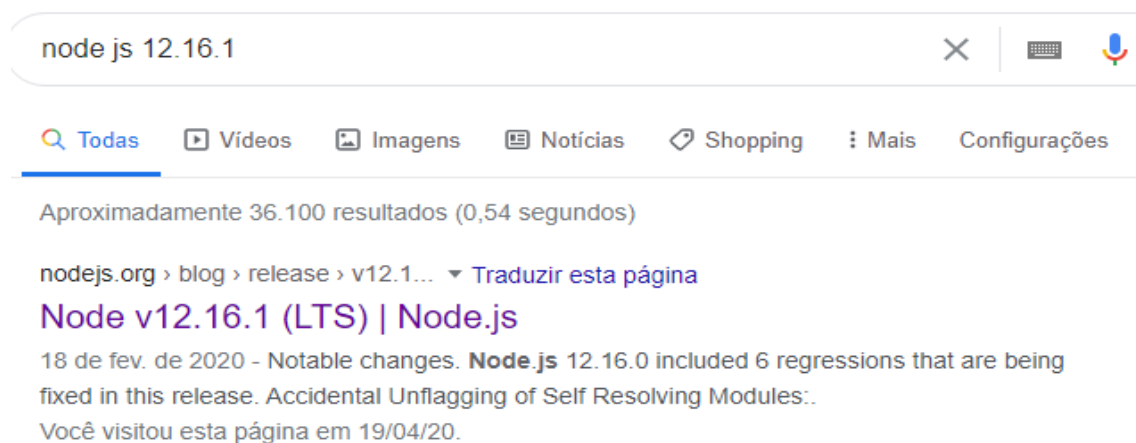 node js 12.16.1
Todas Vídeos Imagens Notícias Shopping Mais Configurações
Aproximadamente 36.100 resultados (0,54 segundos)
nodejs.org › blog › release › v12.1... Traduzir esta página
Node v12.16.1 (LTS) | Node.js
18 de fev. de 2020 - Notable changes. Node.js 12.16.0 included 6 regressions that are being
fixed in this release. Accidental Unflagging of Self Resolving Modules:.
Você visitou esta página em 19/04/20.